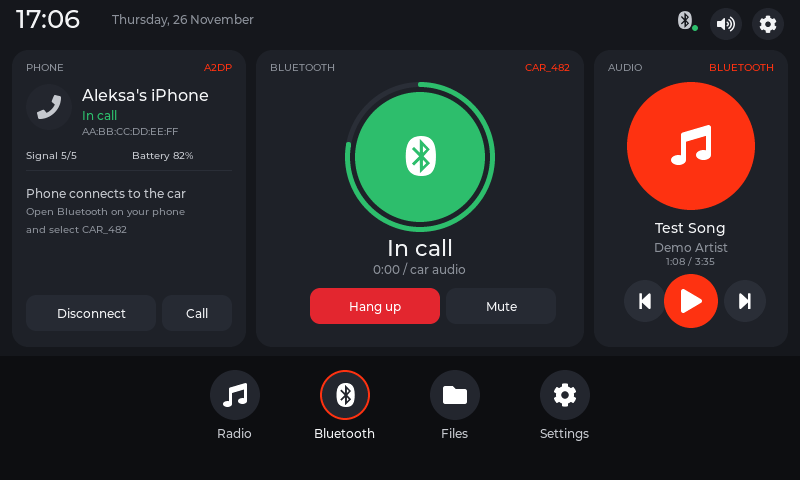 17:06
Thursday, 26 November
PHONE
A2DP
Aleksa's iPhone
In call
AA:BB:CC:DD:EE:FF
Signal 5/5
Battery 82%
Phone connects to the car
Open Bluetooth on your phone
and select CAR_482
Disconnect
Call
BLUETOOTH
CAR_482
In call
0:00 / car audio
Hang up
Mute
AUDIO
BLUETOOTH
Test Song
Demo Artist
1:08 / 3:35
Radio
Bluetooth
Files
Settings